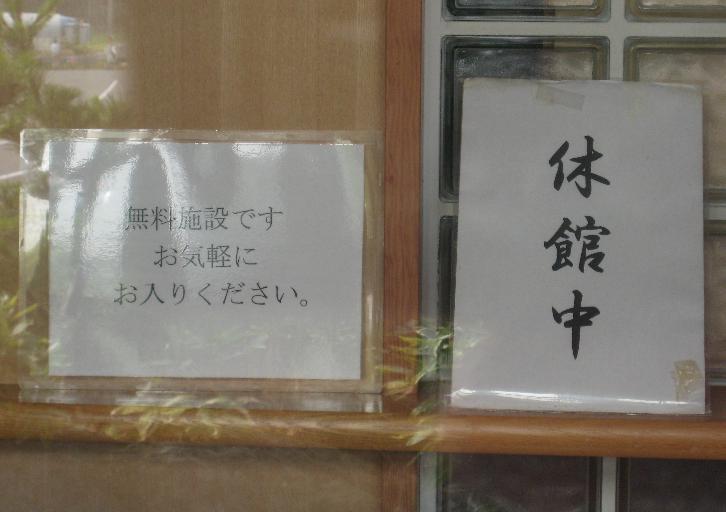 無料施設です
お気軽に
お入りください。
休館中